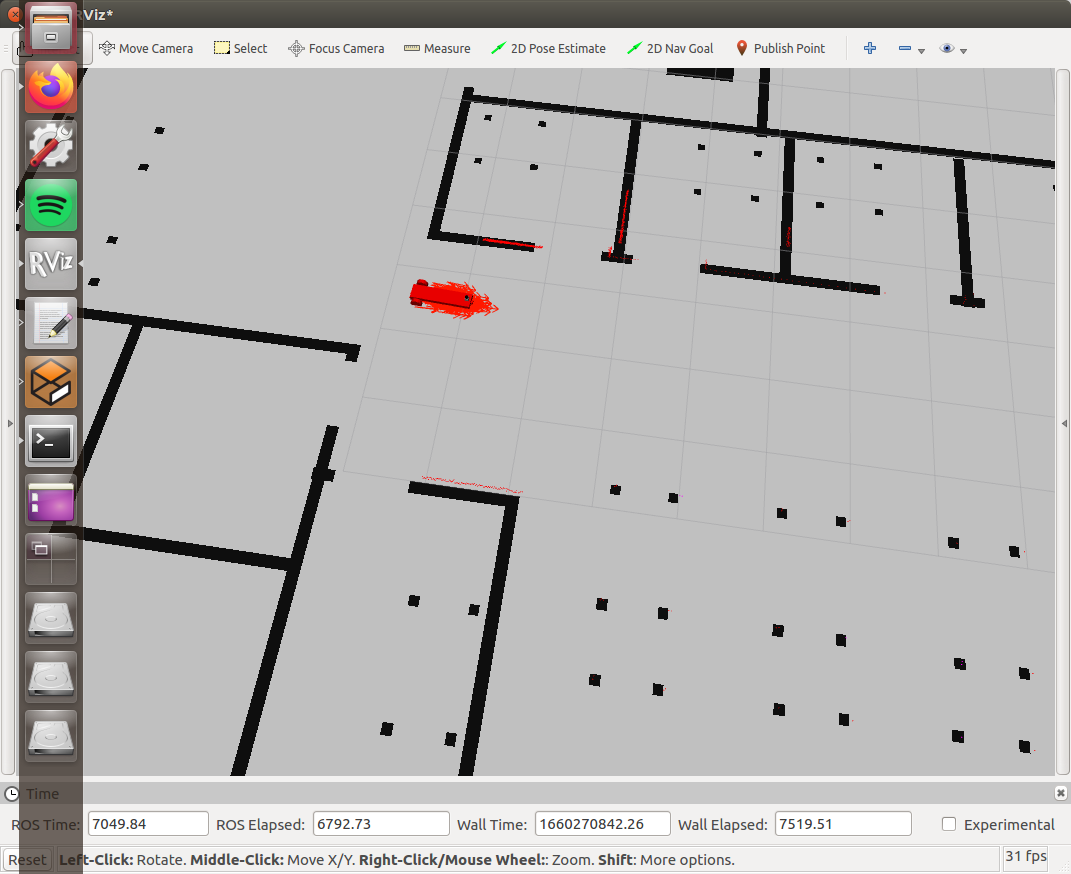 RViz*
Move Camera Select Focus Camera Measure 2D Pose Estimate 2D Nav Goal Publish Point
RViz
Time
ROS Time: 7049.84 ROS Elapsed: 6792.73 Wall Time: 1660270842.26 Wall Elapsed: 7519.51 Experimental
Reset Left-Click: Rotate. Middle-Click: Move X/Y. Right-Click/Mouse Wheel:: Zoom. Shift: More options. 31 fps